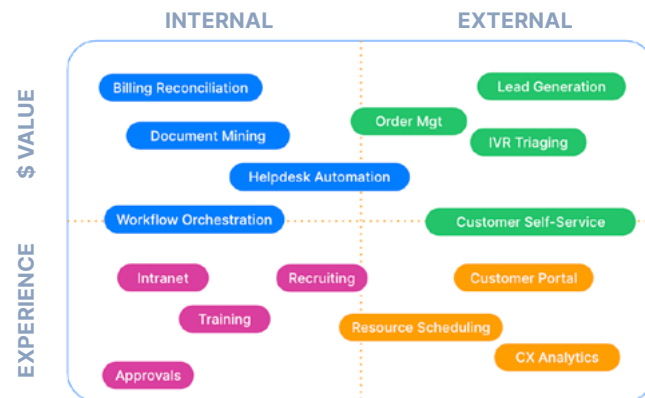 INTERNAL
EXTERNAL
$ VALUE
Billing Reconciliation
Lead Generation
Order Mgt
Document Mining
IVR Triaging
Helpdesk Automation
Workflow Orchestration
Customer Self-Service
EXPERIENCE
Intranet
Recruiting
Customer Portal
Training
Resource Scheduling
CX Analytics
Approvals